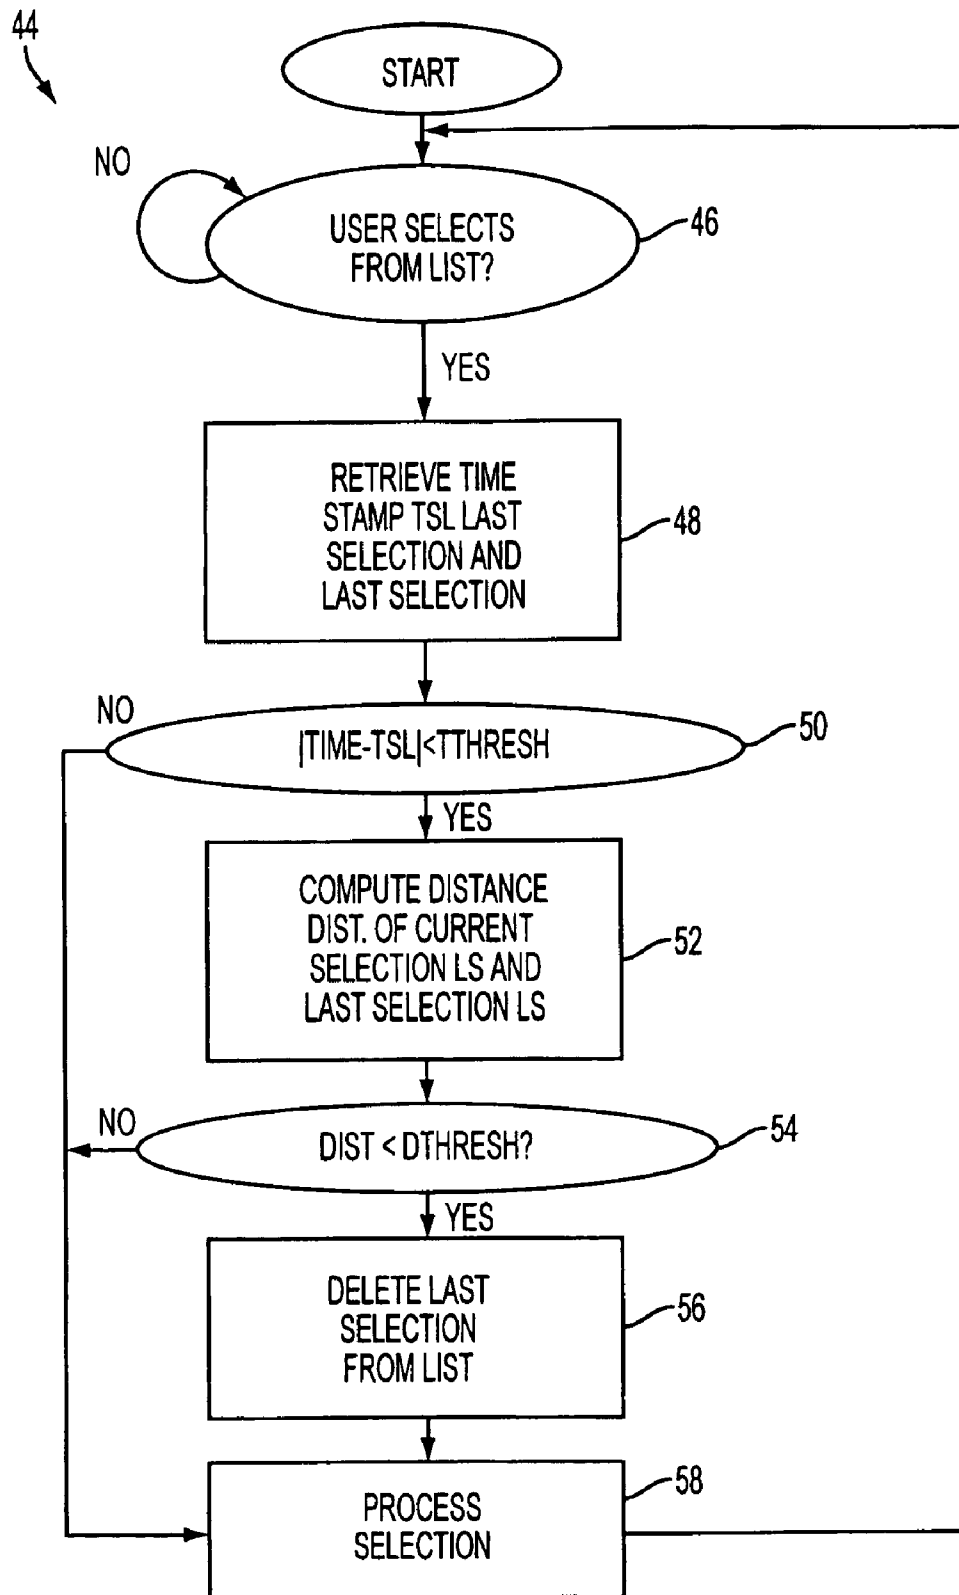 44
START
NO
USER SELECTS
FROM LIST?
46
YES
RETRIEVE TIME
STAMP TSL LAST
SELECTION AND
LAST SELECTION
48
NO
|TIME-TSL|<TTHRESH
50
YES
COMPUTE DISTANCE
DIST. OF CURRENT
SELECTION LS AND
LAST SELECTION LS
52
NO
DIST < DTHRESH?
54
YES
DELETE LAST
SELECTION
FROM LIST
56
PROCESS
SELECTION
58